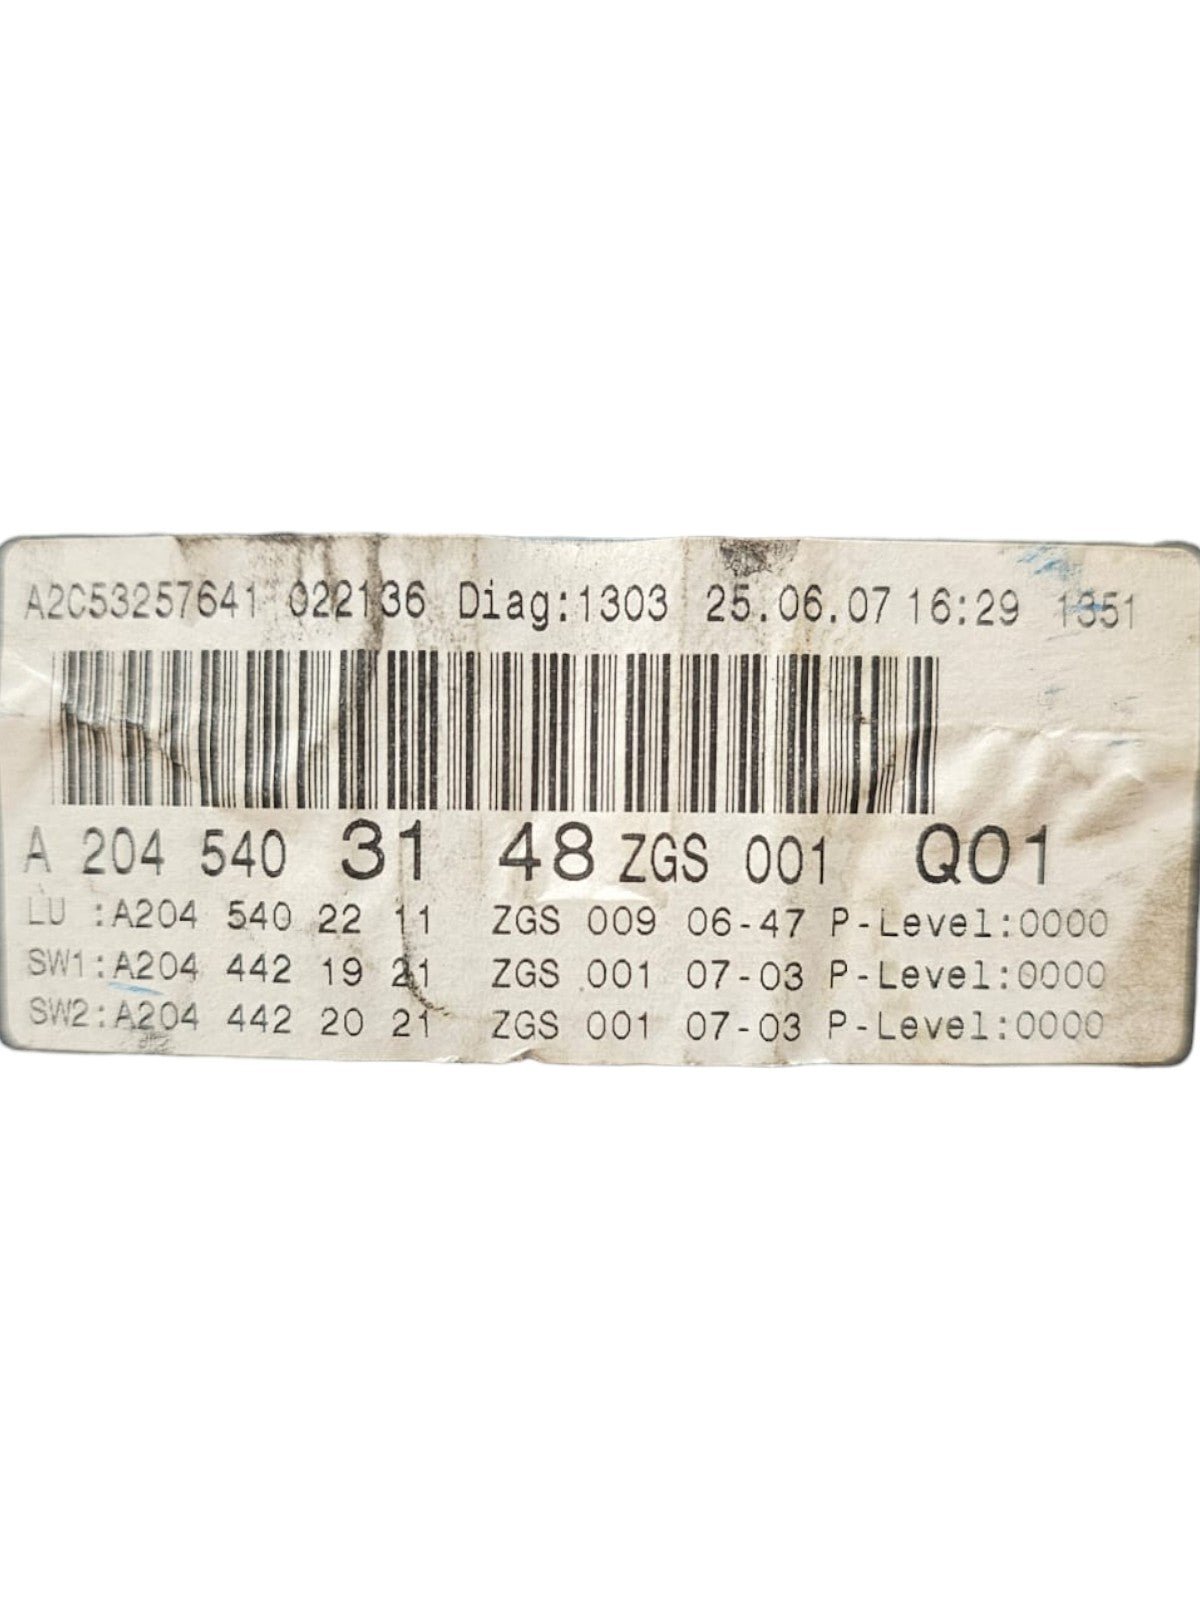 A2C53257641 022136 Diag:1303 25.06.07 16:29 1351
A 204 540 31 48 ZGS 001 Q01
LU :A204 540 22 11 ZGS 009 06-47 P-Level:0000
SW1:A204 442 19 21 ZGS 001 07-03 P-Level:0000
SW2:A204 442 20 21 ZGS 001 07-03 P-Level:0000